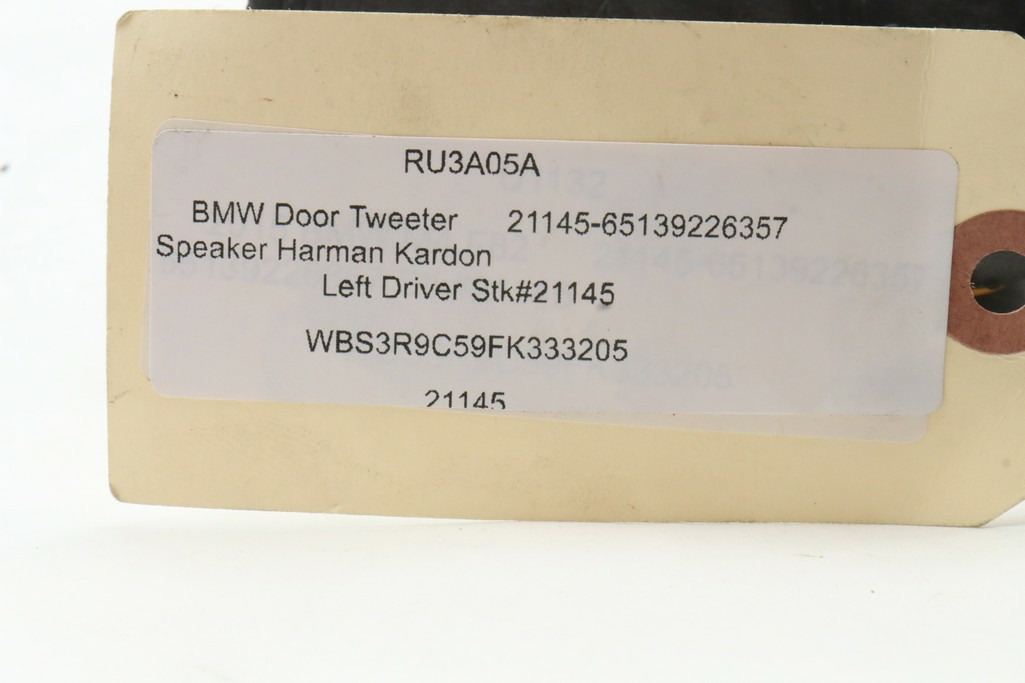 RU3A05A
BMW Door Tweeter 21145-65139226357
Speaker Harman Kardon
Left Driver Stk#21145
WBS3R9C59FK333205
21145